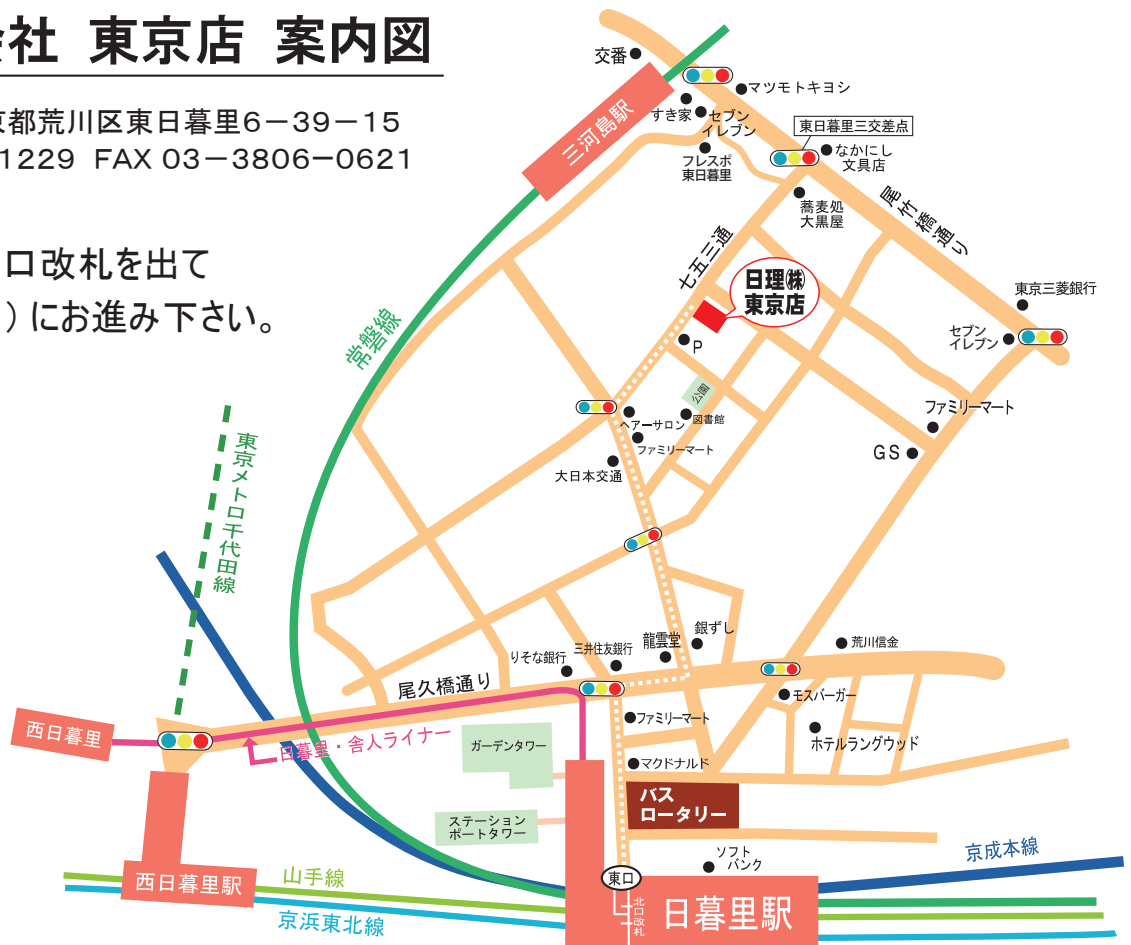 会社 東京店 案内図
京都荒川区東日暮里6−39−15
1229 FAX 03−3806−0621
口改札を出て
）にお進み下さい。
交番
マツモトキヨシ
三河島駅
すき家
セブン
イレブン
フレスポ
東日暮里
東日暮里三交差点
なかにし
文具店
蕎麦処
大黒屋
尾竹橋通り
七五三通
日理㈱
東京店
東京三菱銀行
セブン
イレブン
常磐線
P
公園
図書館
ヘアーサロン
ファミリーマート
大日本交通
ファミリーマート
GS
東京メトロ千代田線
銀ずし
龍雲堂
三井住友銀行
りそな銀行
荒川信金
尾久橋通り
モスバーガー
ファミリーマート
ホテルラングウッド
西日暮里
日暮里・舎人ライナー
ガーデンタワー
マクドナルド
バス
ロータリー
ステーション
ポートタワー
ソフト
バンク
京成本線
東口
山手線
西日暮里駅
北口改札
日暮里駅
京浜東北線